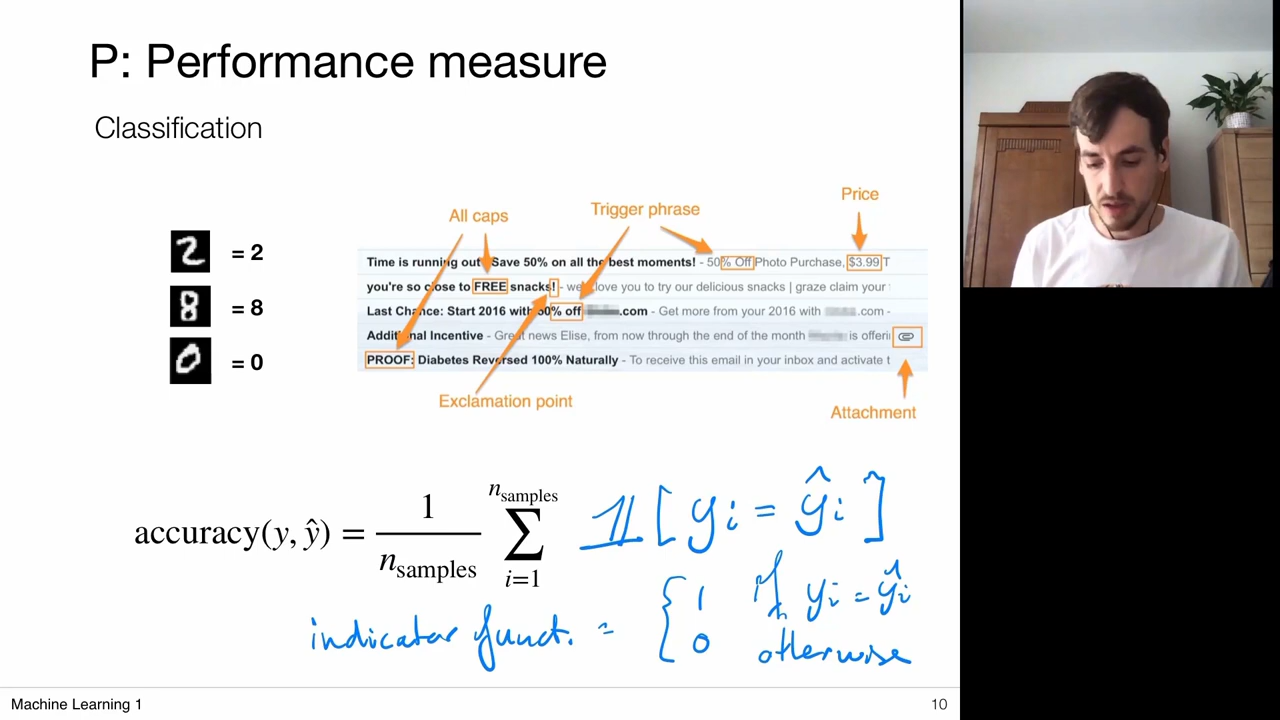 P: Performance measure
Classification
= 2
= 8
= 0
All caps
Trigger phrase
Price
Time is running out! Save 50% on all the best moments! - 50% Off Photo Purchase, $3.99 T
you're so close to FREE snacks! - we love you to try our delicious snacks | graze claim your
Last Chance: Start 2016 with 50% off .com - Get more from your 2016 with .com -
Additional Incentive - Great news Elise, from now through the end of the month is offeri
PROOF: Diabetes Reversed 100% Naturally - To receive this email in your inbox and activate t
Exclamation point
Attachment
accuracy(y, ŷ) = 1/n_samples ∑_{i=1}^{n_samples} 𝟙 [ y_i = ŷ_i ]
indicator funct. = { 1 if y_i = ŷ_i
0 otherwise
Machine Learning 1
10